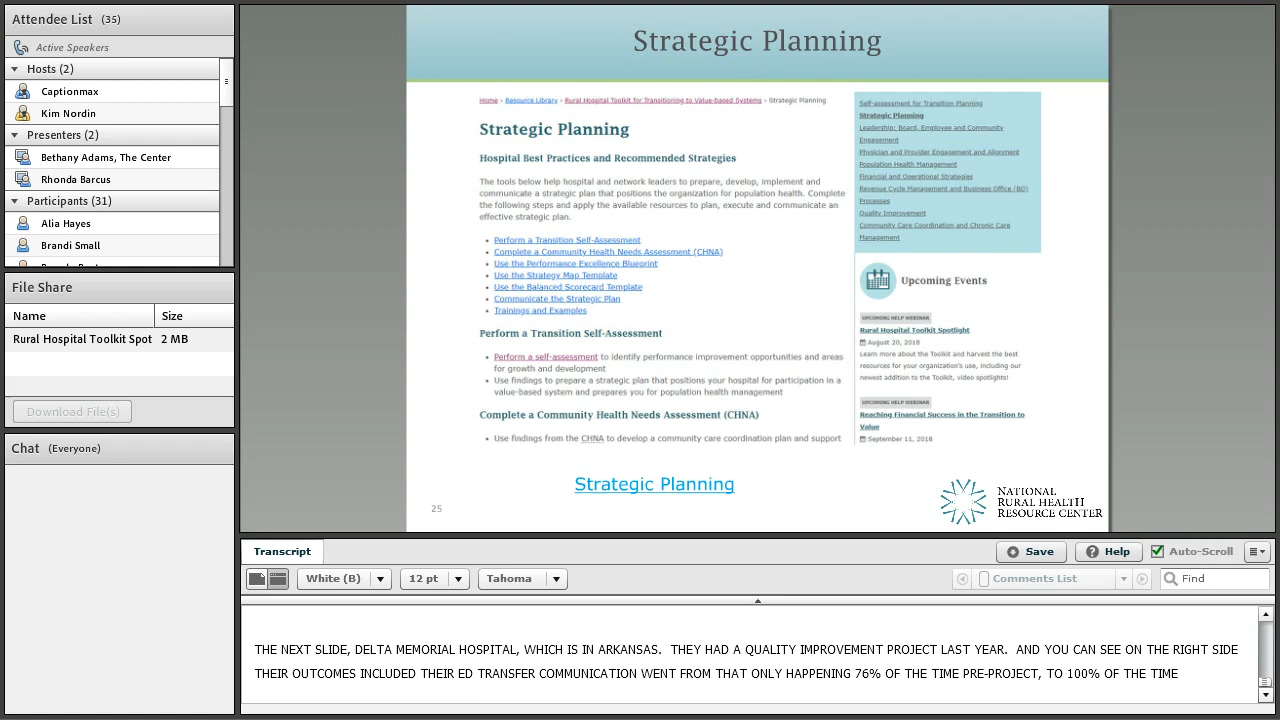 Attendee List (35)
Active Speakers
Hosts (2)
Captionmax
Kim Nordin
Presenters (2)
Bethany Adams, The Center
Rhonda Barcus
Participants (31)
Alia Hayes
Brandi Small
File Share
Name Size
Rural Hospital Toolkit Spot 2 MB
Download File(s)
Chat (Everyone)
Strategic Planning
Home › Resource Library › Rural Hospital Toolkit for Transitioning to Value-based Systems › Strategic Planning
Strategic Planning
Hospital Best Practices and Recommended Strategies
The tools below help hospital and network leaders to prepare, develop, implement and
communicate a strategic plan that positions the organization for population health. Complete
the following steps and apply the available resources to plan, execute and communicate an
effective strategic plan.
• Perform a Transition Self-Assessment
• Complete a Community Health Needs Assessment (CHNA)
• Use the Performance Excellence Blueprint
• Use the Strategy Map Template
• Use the Balanced Scorecard Template
• Communicate the Strategic Plan
• Trainings and Examples
Perform a Transition Self-Assessment
• Perform a self-assessment to identify performance improvement opportunities and areas
for growth and development
• Use findings to prepare a strategic plan that positions your hospital for participation in a
value-based system and prepares you for population health management
Complete a Community Health Needs Assessment (CHNA)
• Use findings from the CHNA to develop a community care coordination plan and support
Self-assessment for Transition Planning
Strategic Planning
Leadership: Board, Employee and Community
Engagement
Physician and Provider Engagement and Alignment
Population Health Management
Financial and Operational Strategies
Revenue Cycle Management and Business Office (BO)
Processes
Quality Improvement
Community Care Coordination and Chronic Care
Management
Upcoming Events
UPCOMING HELP WEBINAR
Rural Hospital Toolkit Spotlight
August 20, 2018
Learn more about the Toolkit and harvest the best
resources for your organization's use, including our
newest addition to the Toolkit, video spotlights!
UPCOMING HELP WEBINAR
Reaching Financial Success in the Transition to
Value
September 11, 2018
Strategic Planning
25
NATIONAL
RURAL HEALTH
RESOURCE CENTER
Transcript
Save
Help
Auto-Scroll
White (B)
12 pt
Tahoma
Comments List
Find
THE NEXT SLIDE, DELTA MEMORIAL HOSPITAL, WHICH IS IN ARKANSAS. THEY HAD A QUALITY IMPROVEMENT PROJECT LAST YEAR. AND YOU CAN SEE ON THE RIGHT SIDE
THEIR OUTCOMES INCLUDED THEIR ED TRANSFER COMMUNICATION WENT FROM THAT ONLY HAPPENING 76% OF THE TIME PRE-PROJECT, TO 100% OF THE TIME